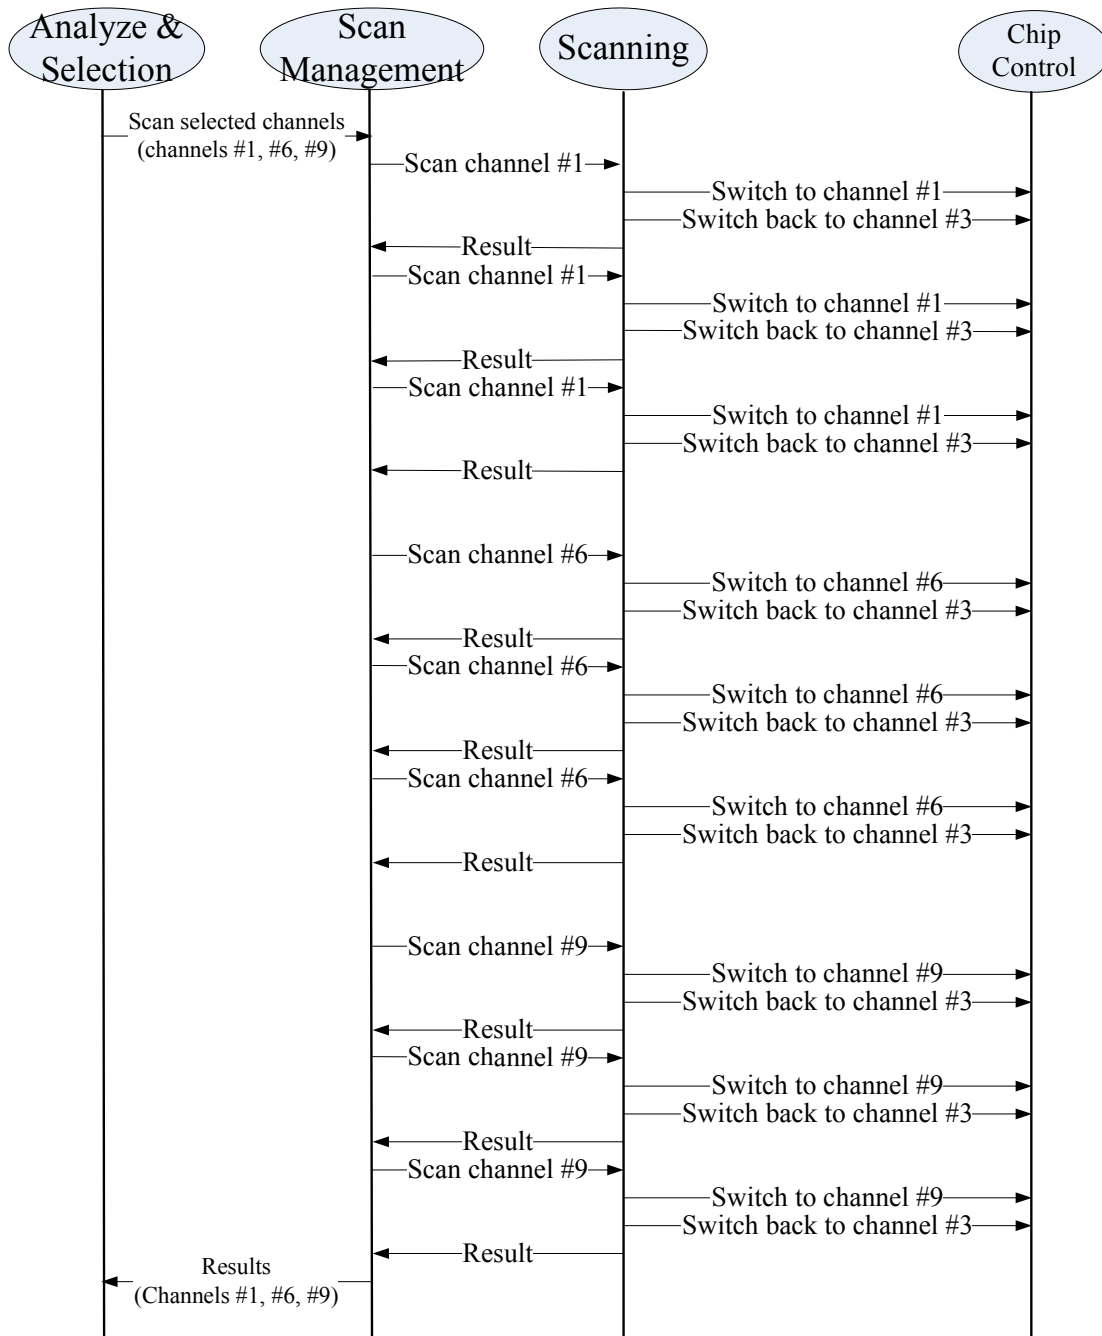 Analyze &
Selection
Scan
Management
Scanning
Chip
Control
Scan selected channels
(channels #1, #6, #9)
Scan channel #1
Switch to channel #1
Switch back to channel #3
Result
Scan channel #1
Switch to channel #1
Switch back to channel #3
Result
Scan channel #1
Switch to channel #1
Switch back to channel #3
Result
Scan channel #6
Switch to channel #6
Switch back to channel #3
Result
Scan channel #6
Switch to channel #6
Switch back to channel #3
Result
Scan channel #6
Switch to channel #6
Switch back to channel #3
Result
Scan channel #9
Switch to channel #9
Switch back to channel #3
Result
Scan channel #9
Switch to channel #9
Switch back to channel #3
Result
Scan channel #9
Switch to channel #9
Switch back to channel #3
Result
Results
(Channels #1, #6, #9)